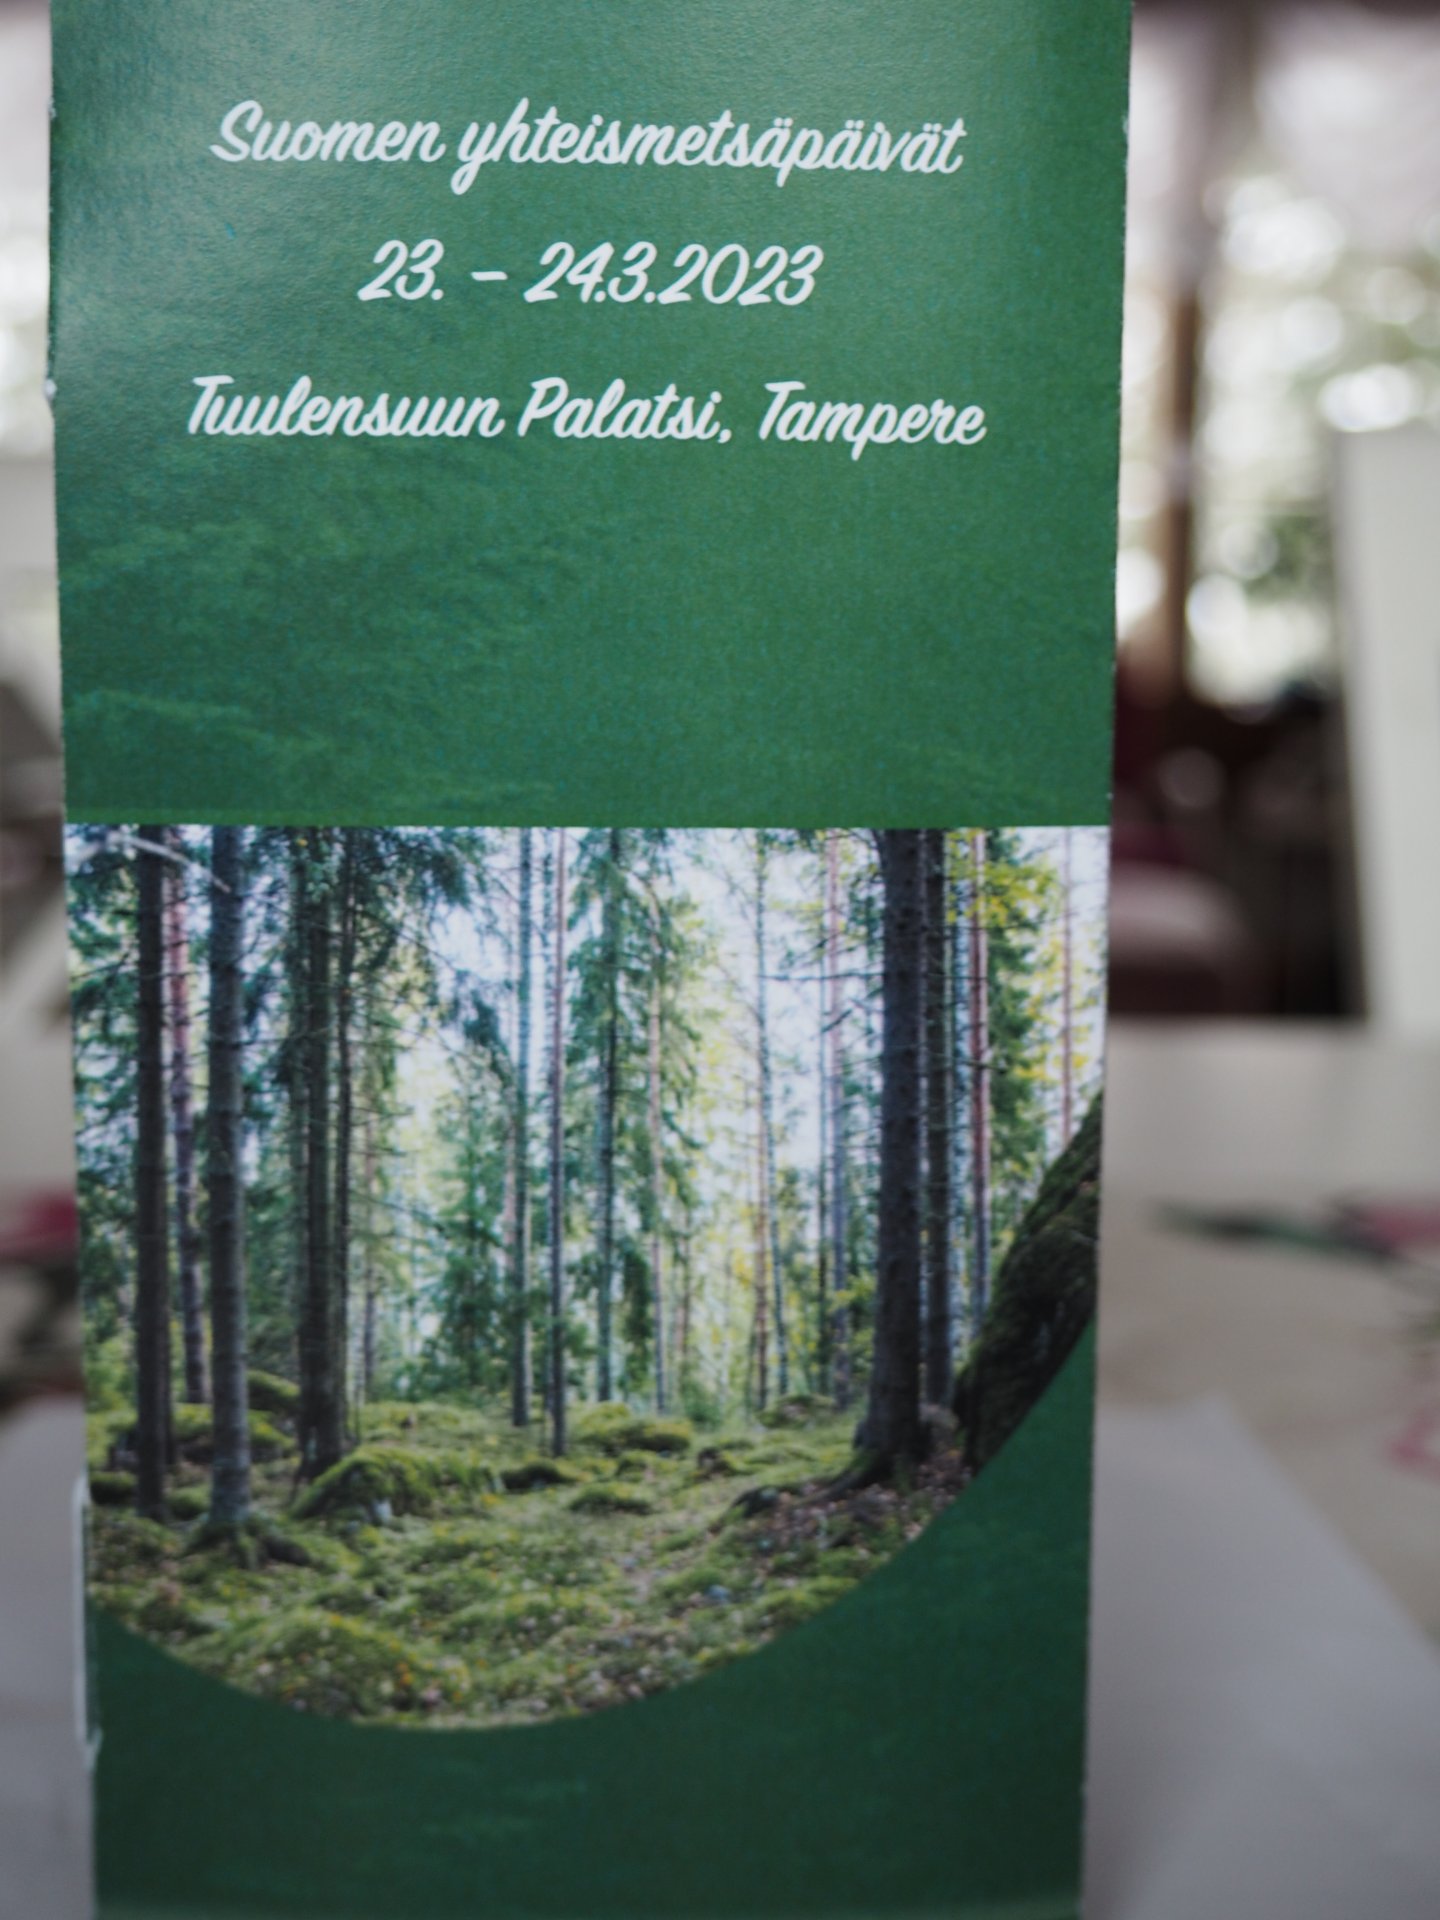 Suomen yhteismetsäpäivät
23. – 24.3.2023
Tuulensuun Palatsi, Tampere